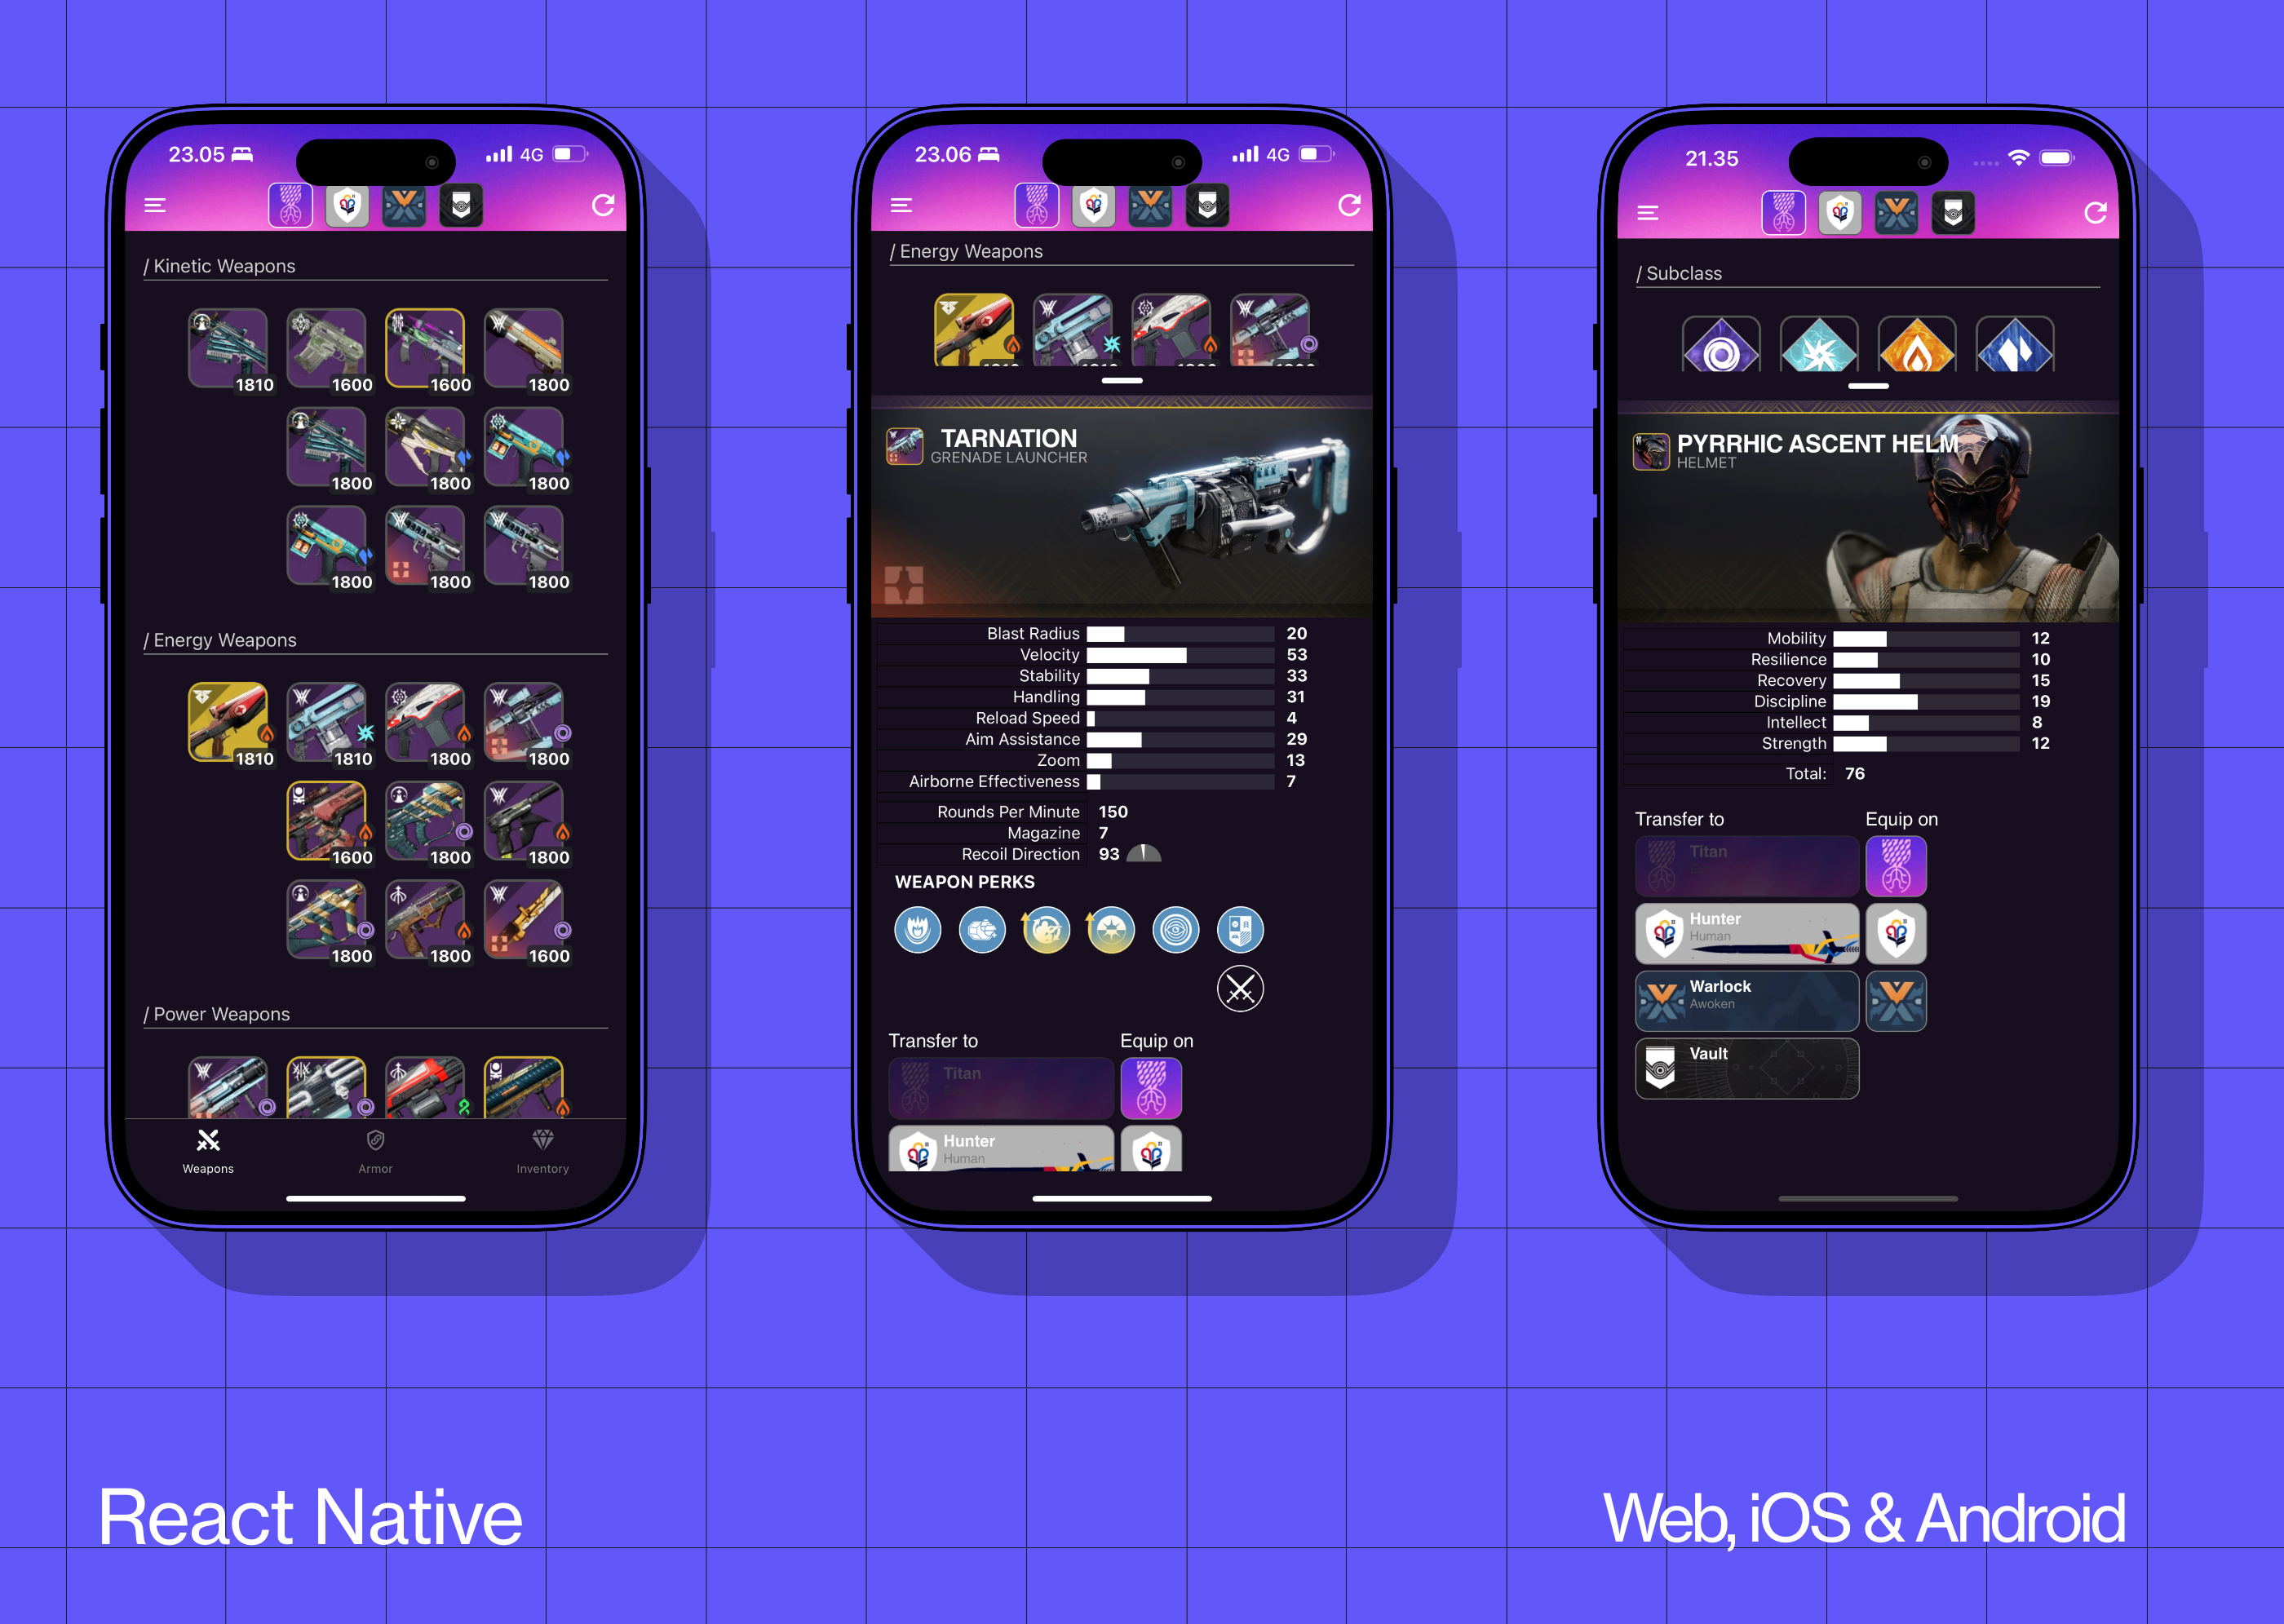 23.05
4G
/ Kinetic Weapons
1810
1600
1600
1800
1800
1800
1800
1800
1800
1800
/ Energy Weapons
1810
1810
1800
1800
1600
1800
1800
1800
1800
1600
/ Power Weapons
Weapons
Armor
Inventory
23.06
4G
/ Energy Weapons
TARNATION
GRENADE LAUNCHER
Blast Radius 20
Velocity 53
Stability 33
Handling 31
Reload Speed 4
Aim Assistance 29
Zoom 13
Airborne Effectiveness 7
Rounds Per Minute 150
Magazine 7
Recoil Direction 93
WEAPON PERKS
Transfer to
Equip on
Titan
Hunter
Human
21.35
/ Subclass
PYRRHIC ASCENT HELM
HELMET
Mobility 12
Resilience 10
Recovery 15
Discipline 19
Intellect 8
Strength 12
Total: 76
Transfer to
Equip on
Titan
Hunter
Human
Warlock
Awoken
Vault
React Native
Web, iOS & Android